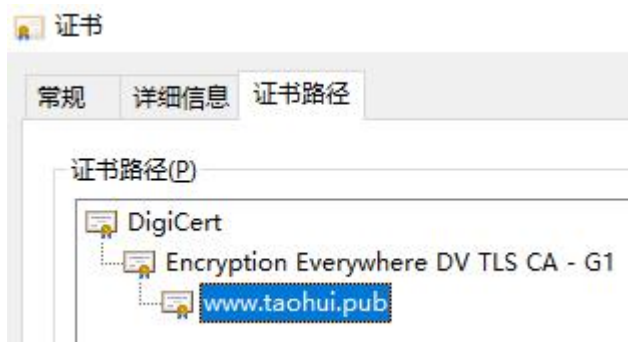 证书
常规 详细信息 证书路径
证书路径(P)
DigiCert
Encryption Everywhere DV TLS CA - G1
www.taohui.pub